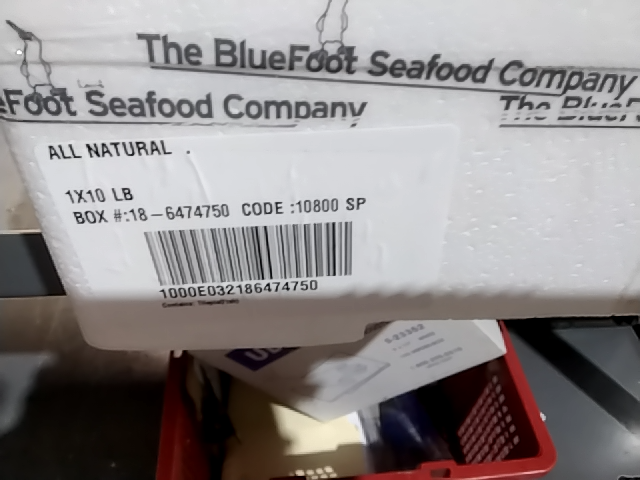 The BlueFoot Seafood Company
eFoot Seafood Company
The BlueF
ALL NATURAL .
1X10 LB
BOX #:18-6474750 CODE :10800 SP
1000E032186474750